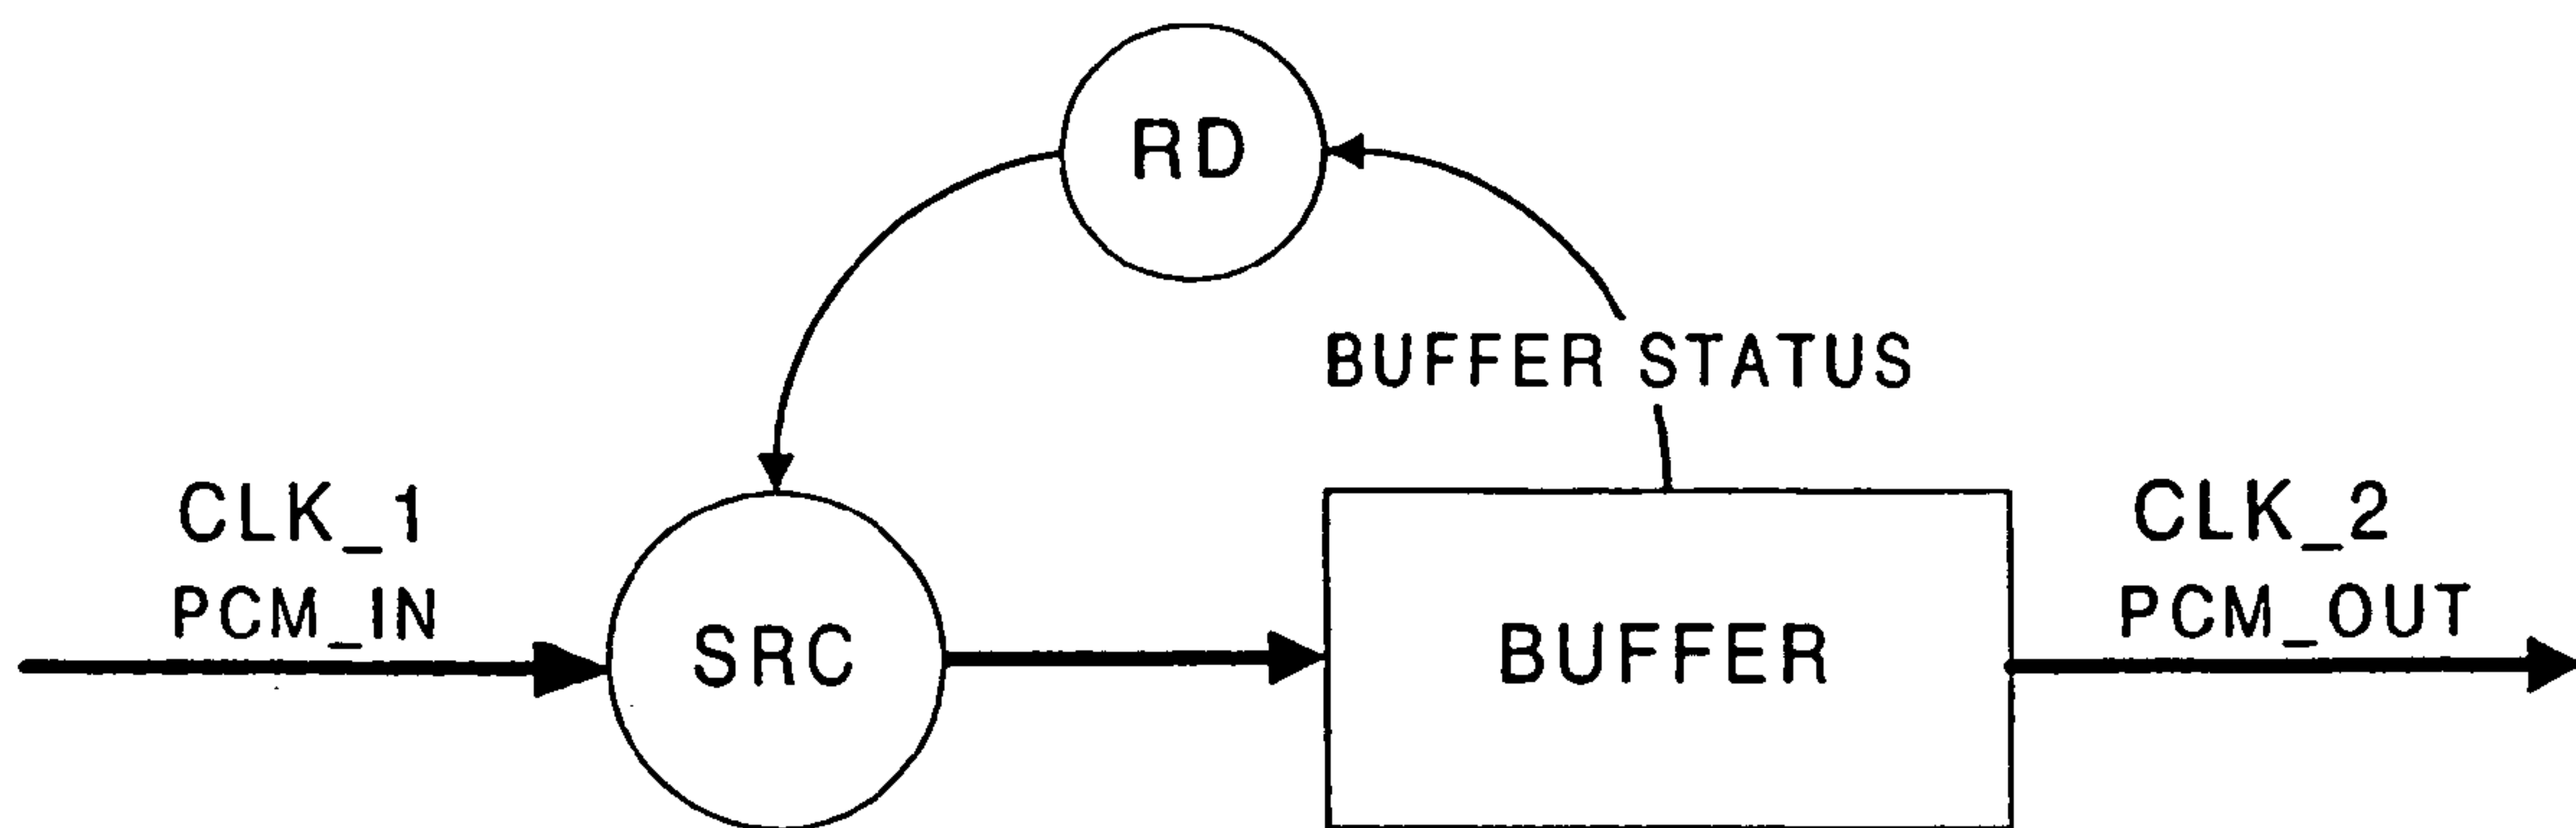 RD
BUFFER STATUS
CLK_1
PCM_IN
SRC
BUFFER
CLK_2
PCM_OUT